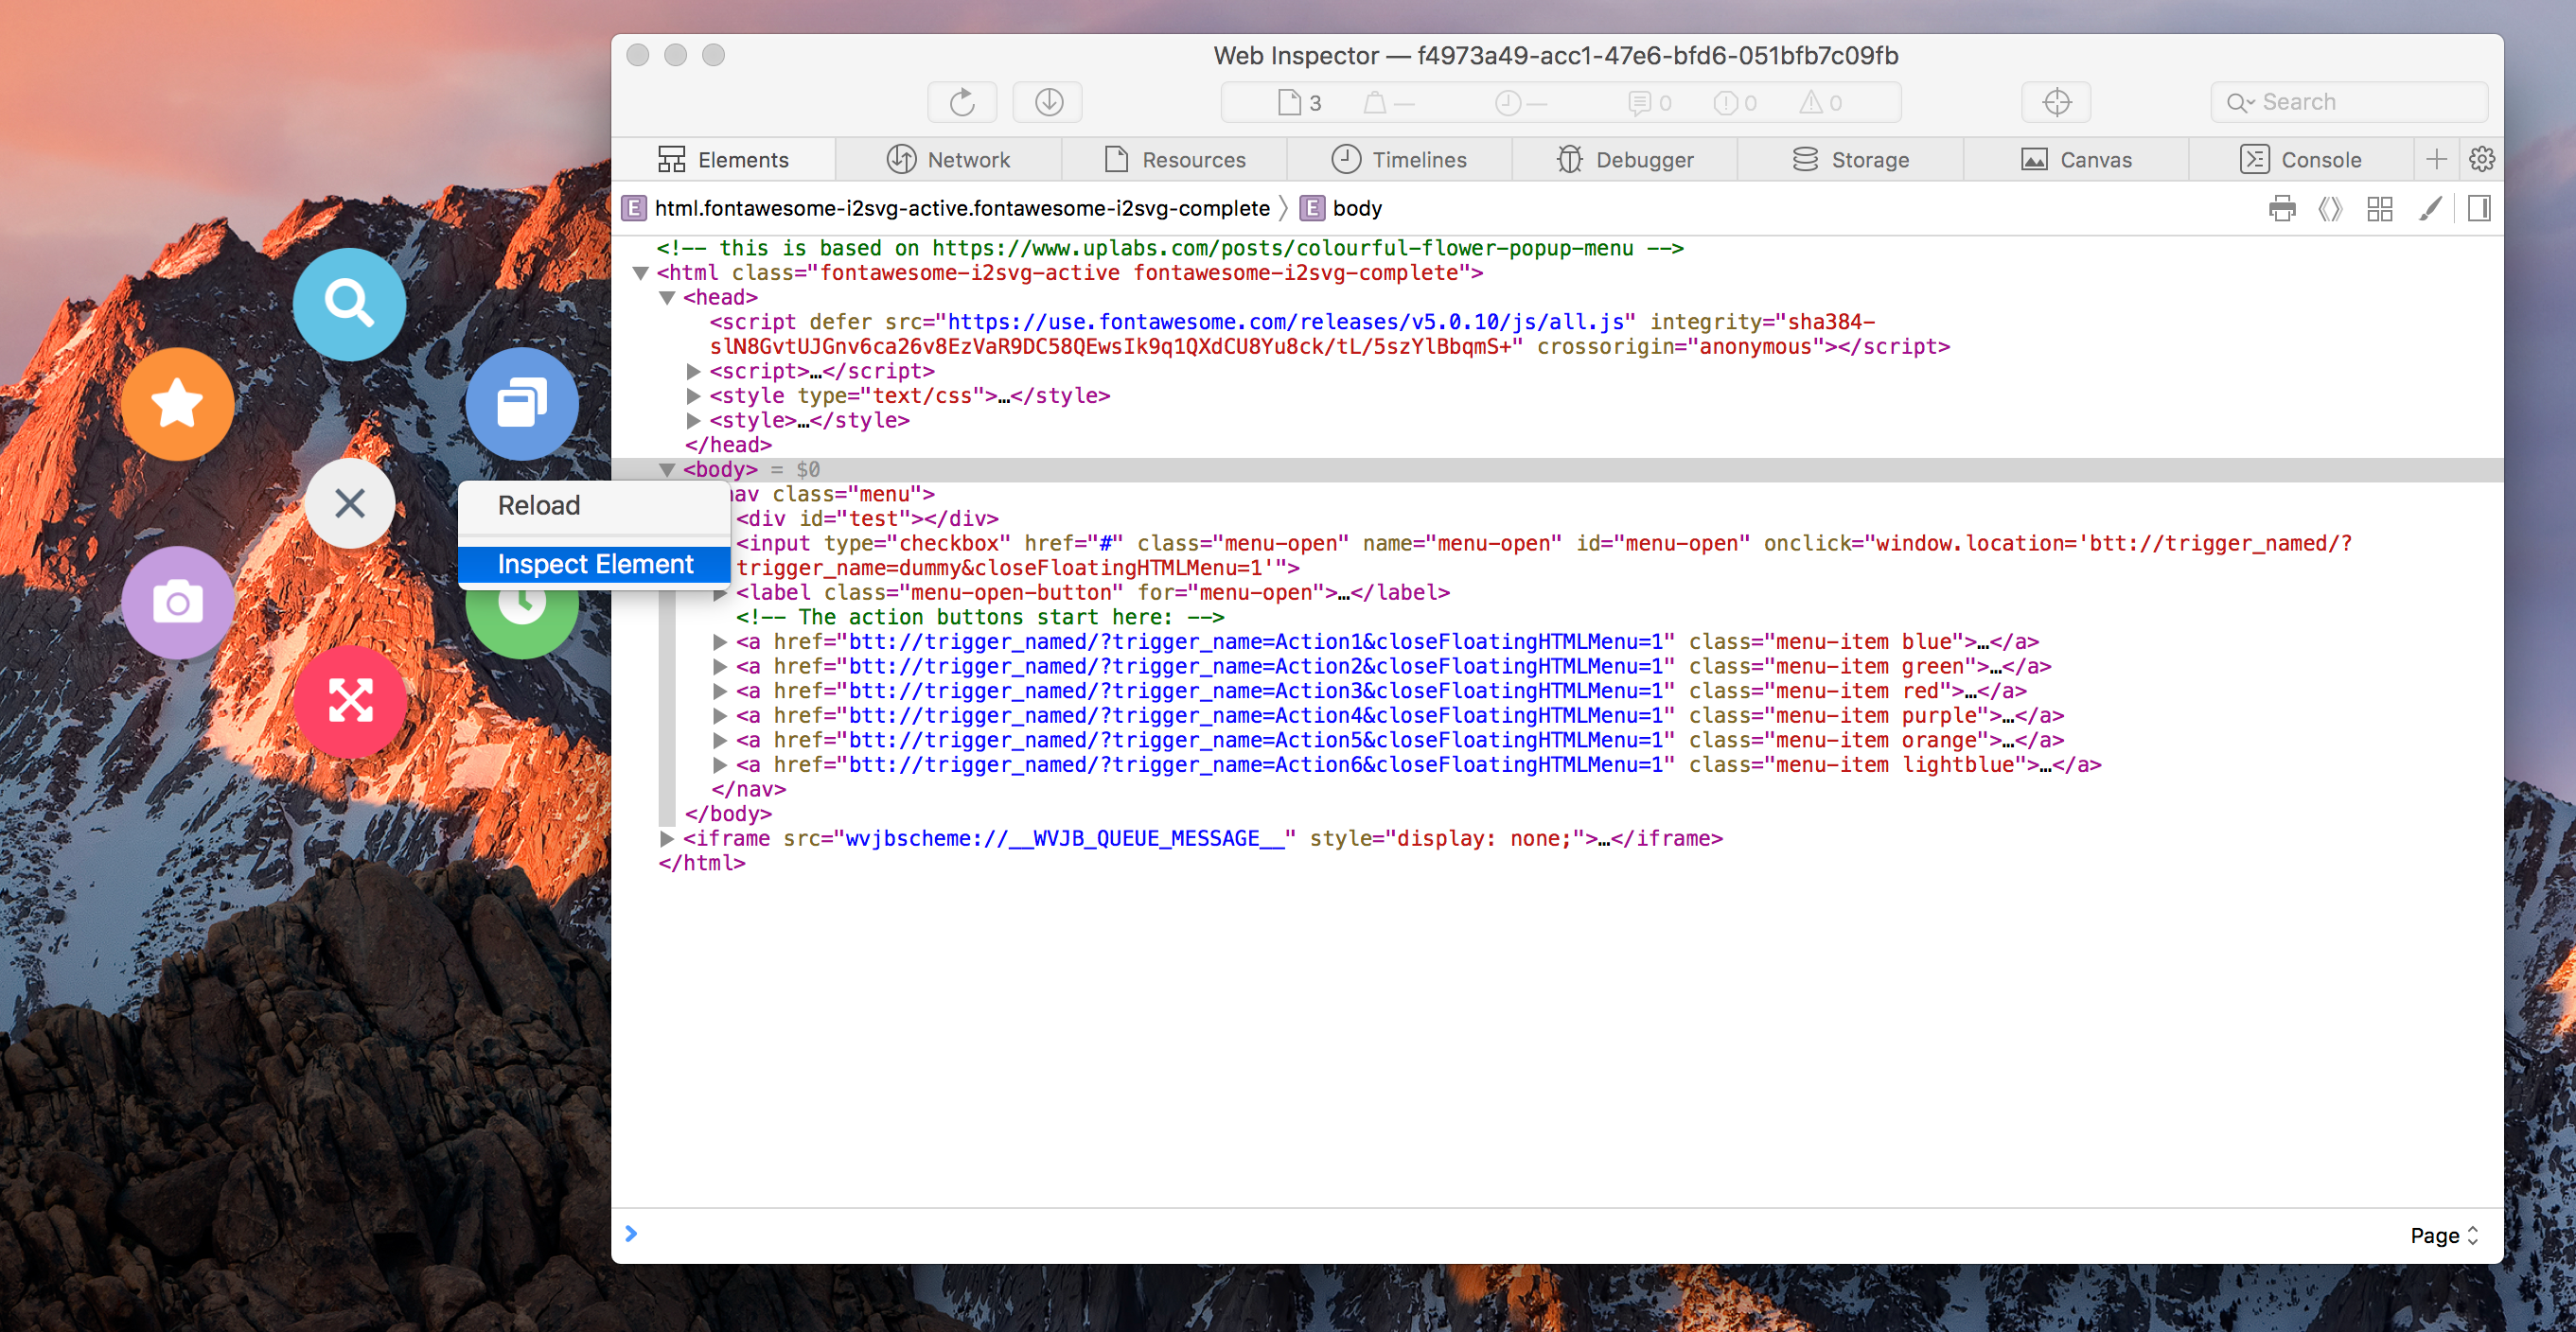 Web Inspector — f4973a49-acc1-47e6-bfd6-051bfb7c09fb
3 — — 0 0 0 Search
Elements Network Resources Timelines Debugger Storage Canvas Console
E html.fontawesome-i2svg-active.fontawesome-i2svg-complete E body
<!-- this is based on https://www.uplabs.com/posts/colourful-flower-popup-menu -->
<html class="fontawesome-i2svg-active fontawesome-i2svg-complete">
<head>
<script defer src="https://use.fontawesome.com/releases/v5.0.10/js/all.js" integrity="sha384-
slN8GvtUJGnv6ca26v8EzVaR9DC58QEwsIk9q1QXdCU8Yu8ck/tL/5szYlBbqmS+" crossorigin="anonymous"></script>
<script>…</script>
<style type="text/css">…</style>
<style>…</style>
</head>
<body> = $0
nav class="menu">
<div id="test"></div>
<input type="checkbox" href="#" class="menu-open" name="menu-open" id="menu-open" onclick="window.location='btt://trigger_named/?
trigger_name=dummy&closeFloatingHTMLMenu=1'">
<label class="menu-open-button" for="menu-open">…</label>
<!-- The action buttons start here: -->
<a href="btt://trigger_named/?trigger_name=Action1&closeFloatingHTMLMenu=1" class="menu-item blue">…</a>
<a href="btt://trigger_named/?trigger_name=Action2&closeFloatingHTMLMenu=1" class="menu-item green">…</a>
<a href="btt://trigger_named/?trigger_name=Action3&closeFloatingHTMLMenu=1" class="menu-item red">…</a>
<a href="btt://trigger_named/?trigger_name=Action4&closeFloatingHTMLMenu=1" class="menu-item purple">…</a>
<a href="btt://trigger_named/?trigger_name=Action5&closeFloatingHTMLMenu=1" class="menu-item orange">…</a>
<a href="btt://trigger_named/?trigger_name=Action6&closeFloatingHTMLMenu=1" class="menu-item lightblue">…</a>
</nav>
</body>
<iframe src="wvjbscheme://__WVJB_QUEUE_MESSAGE__" style="display: none;">…</iframe>
</html>
Reload
Inspect Element
Page